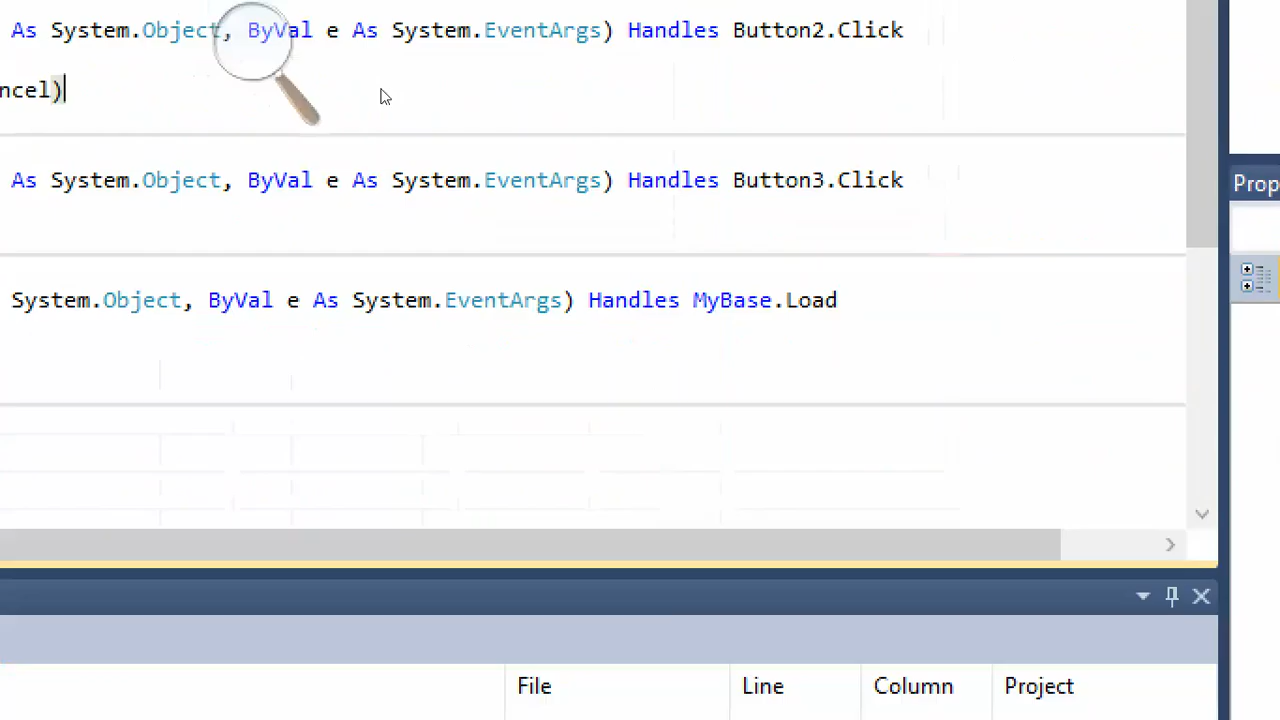 As System.Object, ByVal e As System.EventArgs) Handles Button2.Click
ncel)
As System.Object, ByVal e As System.EventArgs) Handles Button3.Click
Prop
System.Object, ByVal e As System.EventArgs) Handles MyBase.Load
File Line Column Project